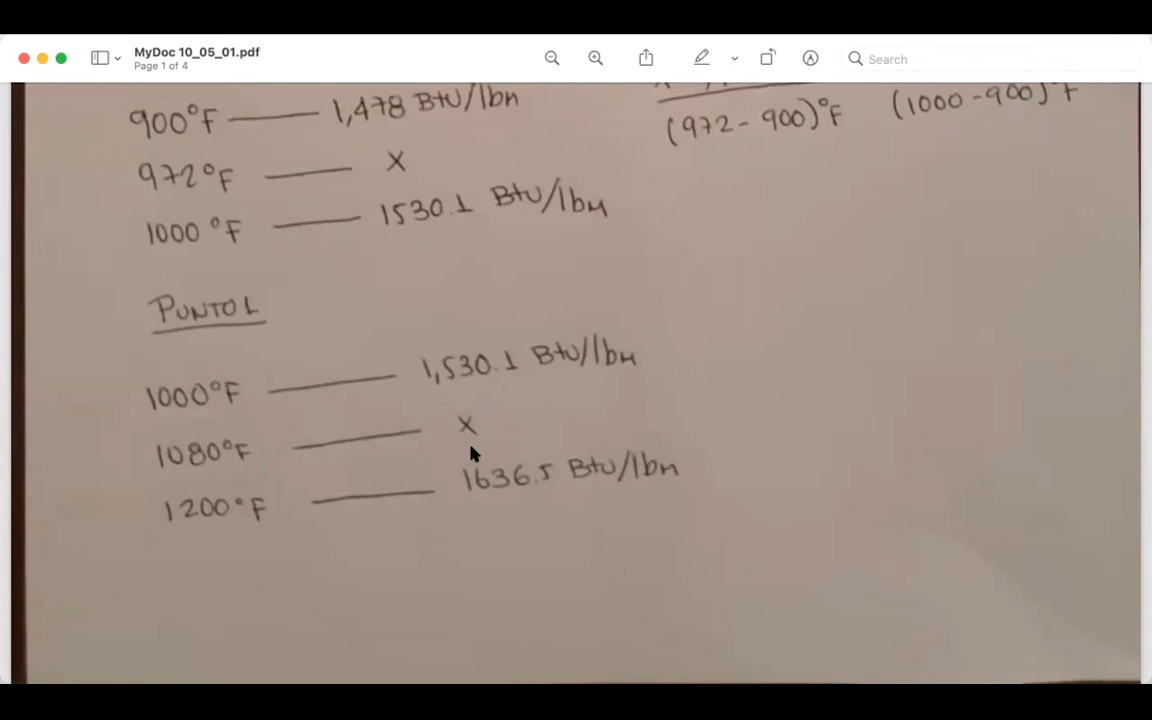 MyDoc 10_05_01.pdf
Page 1 of 4
Search
900°F — 1,478 Btu/lbm
972°F — X
1000 °F — 1530.1 Btu/lbm
(972 - 900)°F (1000 - 900)°F
PUNTO 1
1000°F — 1,530.1 Btu/lbm
1080°F — X
1200°F — 1636.5 Btu/lbm